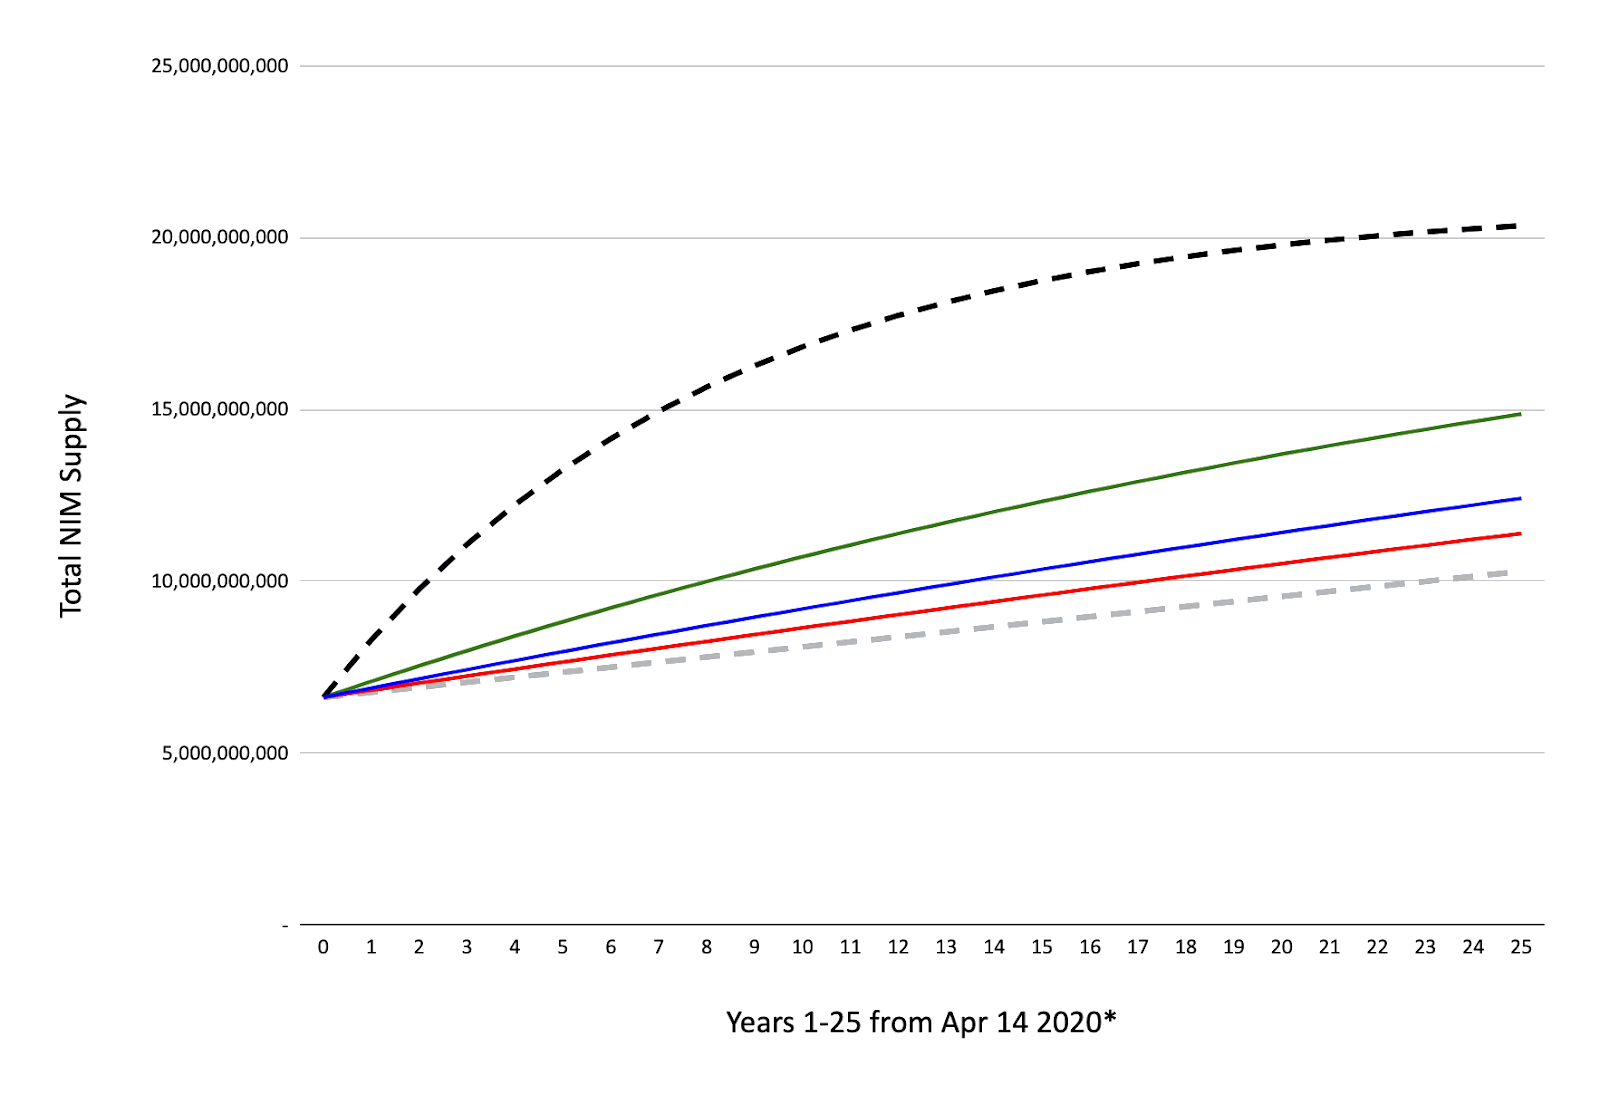 25,000,000,000
20,000,000,000
15,000,000,000
10,000,000,000
5,000,000,000
-
Total NIM Supply
0 1 2 3 4 5 6 7 8 9 10 11 12 13 14 15 16 17 18 19 20 21 22 23 24 25
Years 1-25 from Apr 14 2020*